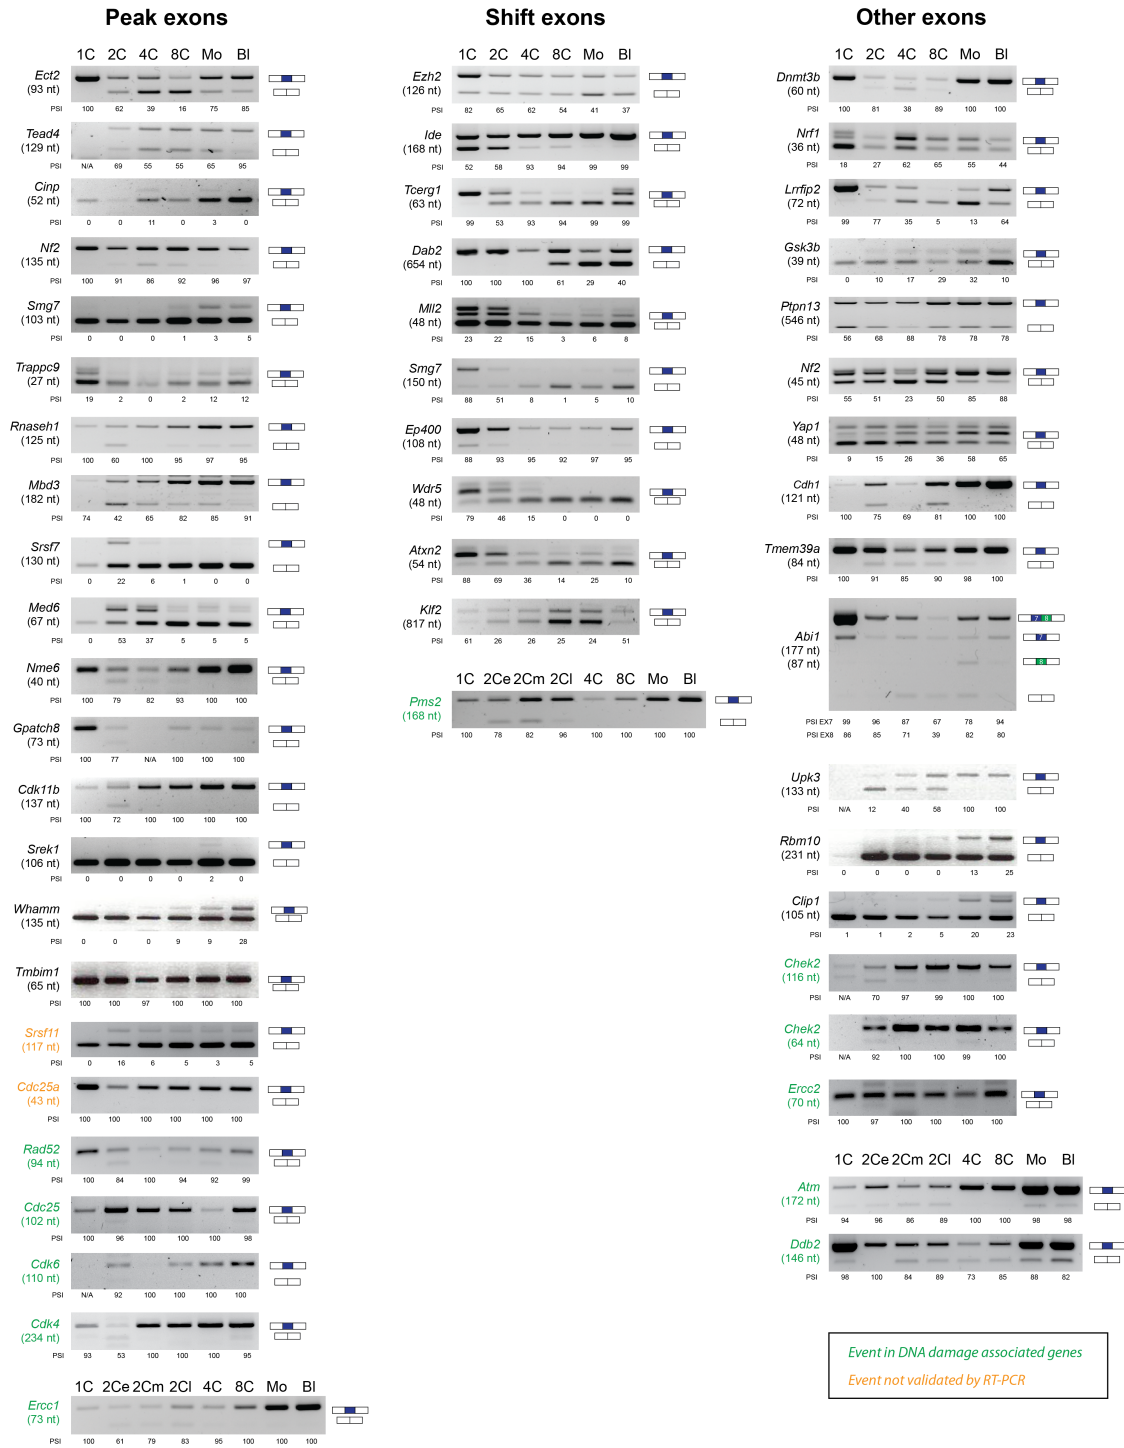 Peak exons
1C 2C 4C 8C Mo Bl
Ect2
(93 nt)
PSI 100 62 39 16 75 85
Tead4
(129 nt)
PSI N/A 69 55 55 65 95
Cinp
(52 nt)
PSI 0 0 11 0 3 0
Nf2
(135 nt)
PSI 100 91 86 92 96 97
Smg7
(103 nt)
PSI 0 0 0 1 3 5
Trappc9
(27 nt)
PSI 19 2 0 2 12 12
Rnaseh1
(125 nt)
PSI 100 60 100 95 97 95
Mbd3
(182 nt)
PSI 74 42 65 82 85 91
Srsf7
(130 nt)
PSI 0 22 6 1 0 0
Med6
(67 nt)
PSI 0 53 37 5 5 5
Nme6
(40 nt)
PSI 100 79 82 93 100 100
Gpatch8
(73 nt)
PSI 100 77 N/A 100 100 100
Cdk11b
(137 nt)
PSI 100 72 100 100 100 100
Srek1
(106 nt)
PSI 0 0 0 0 2 0
Whamm
(135 nt)
PSI 0 0 0 9 9 28
Tmbim1
(65 nt)
PSI 100 100 97 100 100 100
Srsf11
(117 nt)
PSI 0 16 6 5 3 5
Cdc25a
(43 nt)
PSI 100 100 100 100 100 100
Rad52
(94 nt)
PSI 100 84 100 94 92 99
Cdc25
(102 nt)
PSI 100 96 100 100 100 98
Cdk6
(110 nt)
PSI N/A 92 100 100 100 100
Cdk4
(234 nt)
PSI 93 53 100 100 100 95
1C 2Ce 2Cm 2Cl 4C 8C Mo Bl
Ercc1
(73 nt)
PSI 100 61 79 83 95 100 100 100
Shift exons
1C 2C 4C 8C Mo Bl
Ezh2
(126 nt)
PSI 82 65 62 54 41 37
Ide
(168 nt)
PSI 52 58 93 94 99 99
Tcerg1
(63 nt)
PSI 99 53 93 94 99 99
Dab2
(654 nt)
PSI 100 100 100 61 29 40
Mll2
(48 nt)
PSI 23 22 15 3 6 8
Smg7
(150 nt)
PSI 88 51 8 1 5 10
Ep400
(108 nt)
PSI 88 93 95 92 97 95
Wdr5
(48 nt)
PSI 79 46 15 0 0 0
Atxn2
(54 nt)
PSI 88 69 36 14 25 10
Klf2
(817 nt)
PSI 61 26 26 25 24 51
1C 2Ce 2Cm 2Cl 4C 8C Mo Bl
Pms2
(168 nt)
PSI 100 78 82 96 100 100 100 100
Other exons
1C 2C 4C 8C Mo Bl
Dnmt3b
(60 nt)
PSI 100 81 38 89 100 100
Nrf1
(36 nt)
PSI 18 27 62 65 55 44
Lrrfip2
(72 nt)
PSI 99 77 35 5 13 64
Gsk3b
(39 nt)
PSI 0 10 17 29 32 10
Ptpn13
(546 nt)
PSI 56 68 88 78 78 78
Nf2
(45 nt)
PSI 55 51 23 50 85 88
Yap1
(48 nt)
PSI 9 15 26 36 58 65
Cdh1
(121 nt)
PSI 100 75 69 81 100 100
Tmem39a
(84 nt)
PSI 100 91 85 90 98 100
7 8
7
Abi1
(177 nt)
(87 nt)
8
PSI EX7 99 96 87 67 78 94
PSI EX8 86 85 71 39 82 80
Upk3
(133 nt)
PSI N/A 12 40 58 100 100
Rbm10
(231 nt)
PSI 0 0 0 0 13 25
Clip1
(105 nt)
PSI 1 1 2 5 20 23
Chek2
(116 nt)
PSI N/A 70 97 99 100 100
Chek2
(64 nt)
PSI N/A 92 100 100 99 100
Ercc2
(70 nt)
PSI 100 97 100 100 100 100
1C 2Ce 2Cm 2Cl 4C 8C Mo Bl
Atm
(172 nt)
PSI 94 96 86 89 100 100 98 98
Ddb2
(146 nt)
PSI 98 100 84 89 73 85 88 82
Event in DNA damage associated genes
Event not validated by RT-PCR